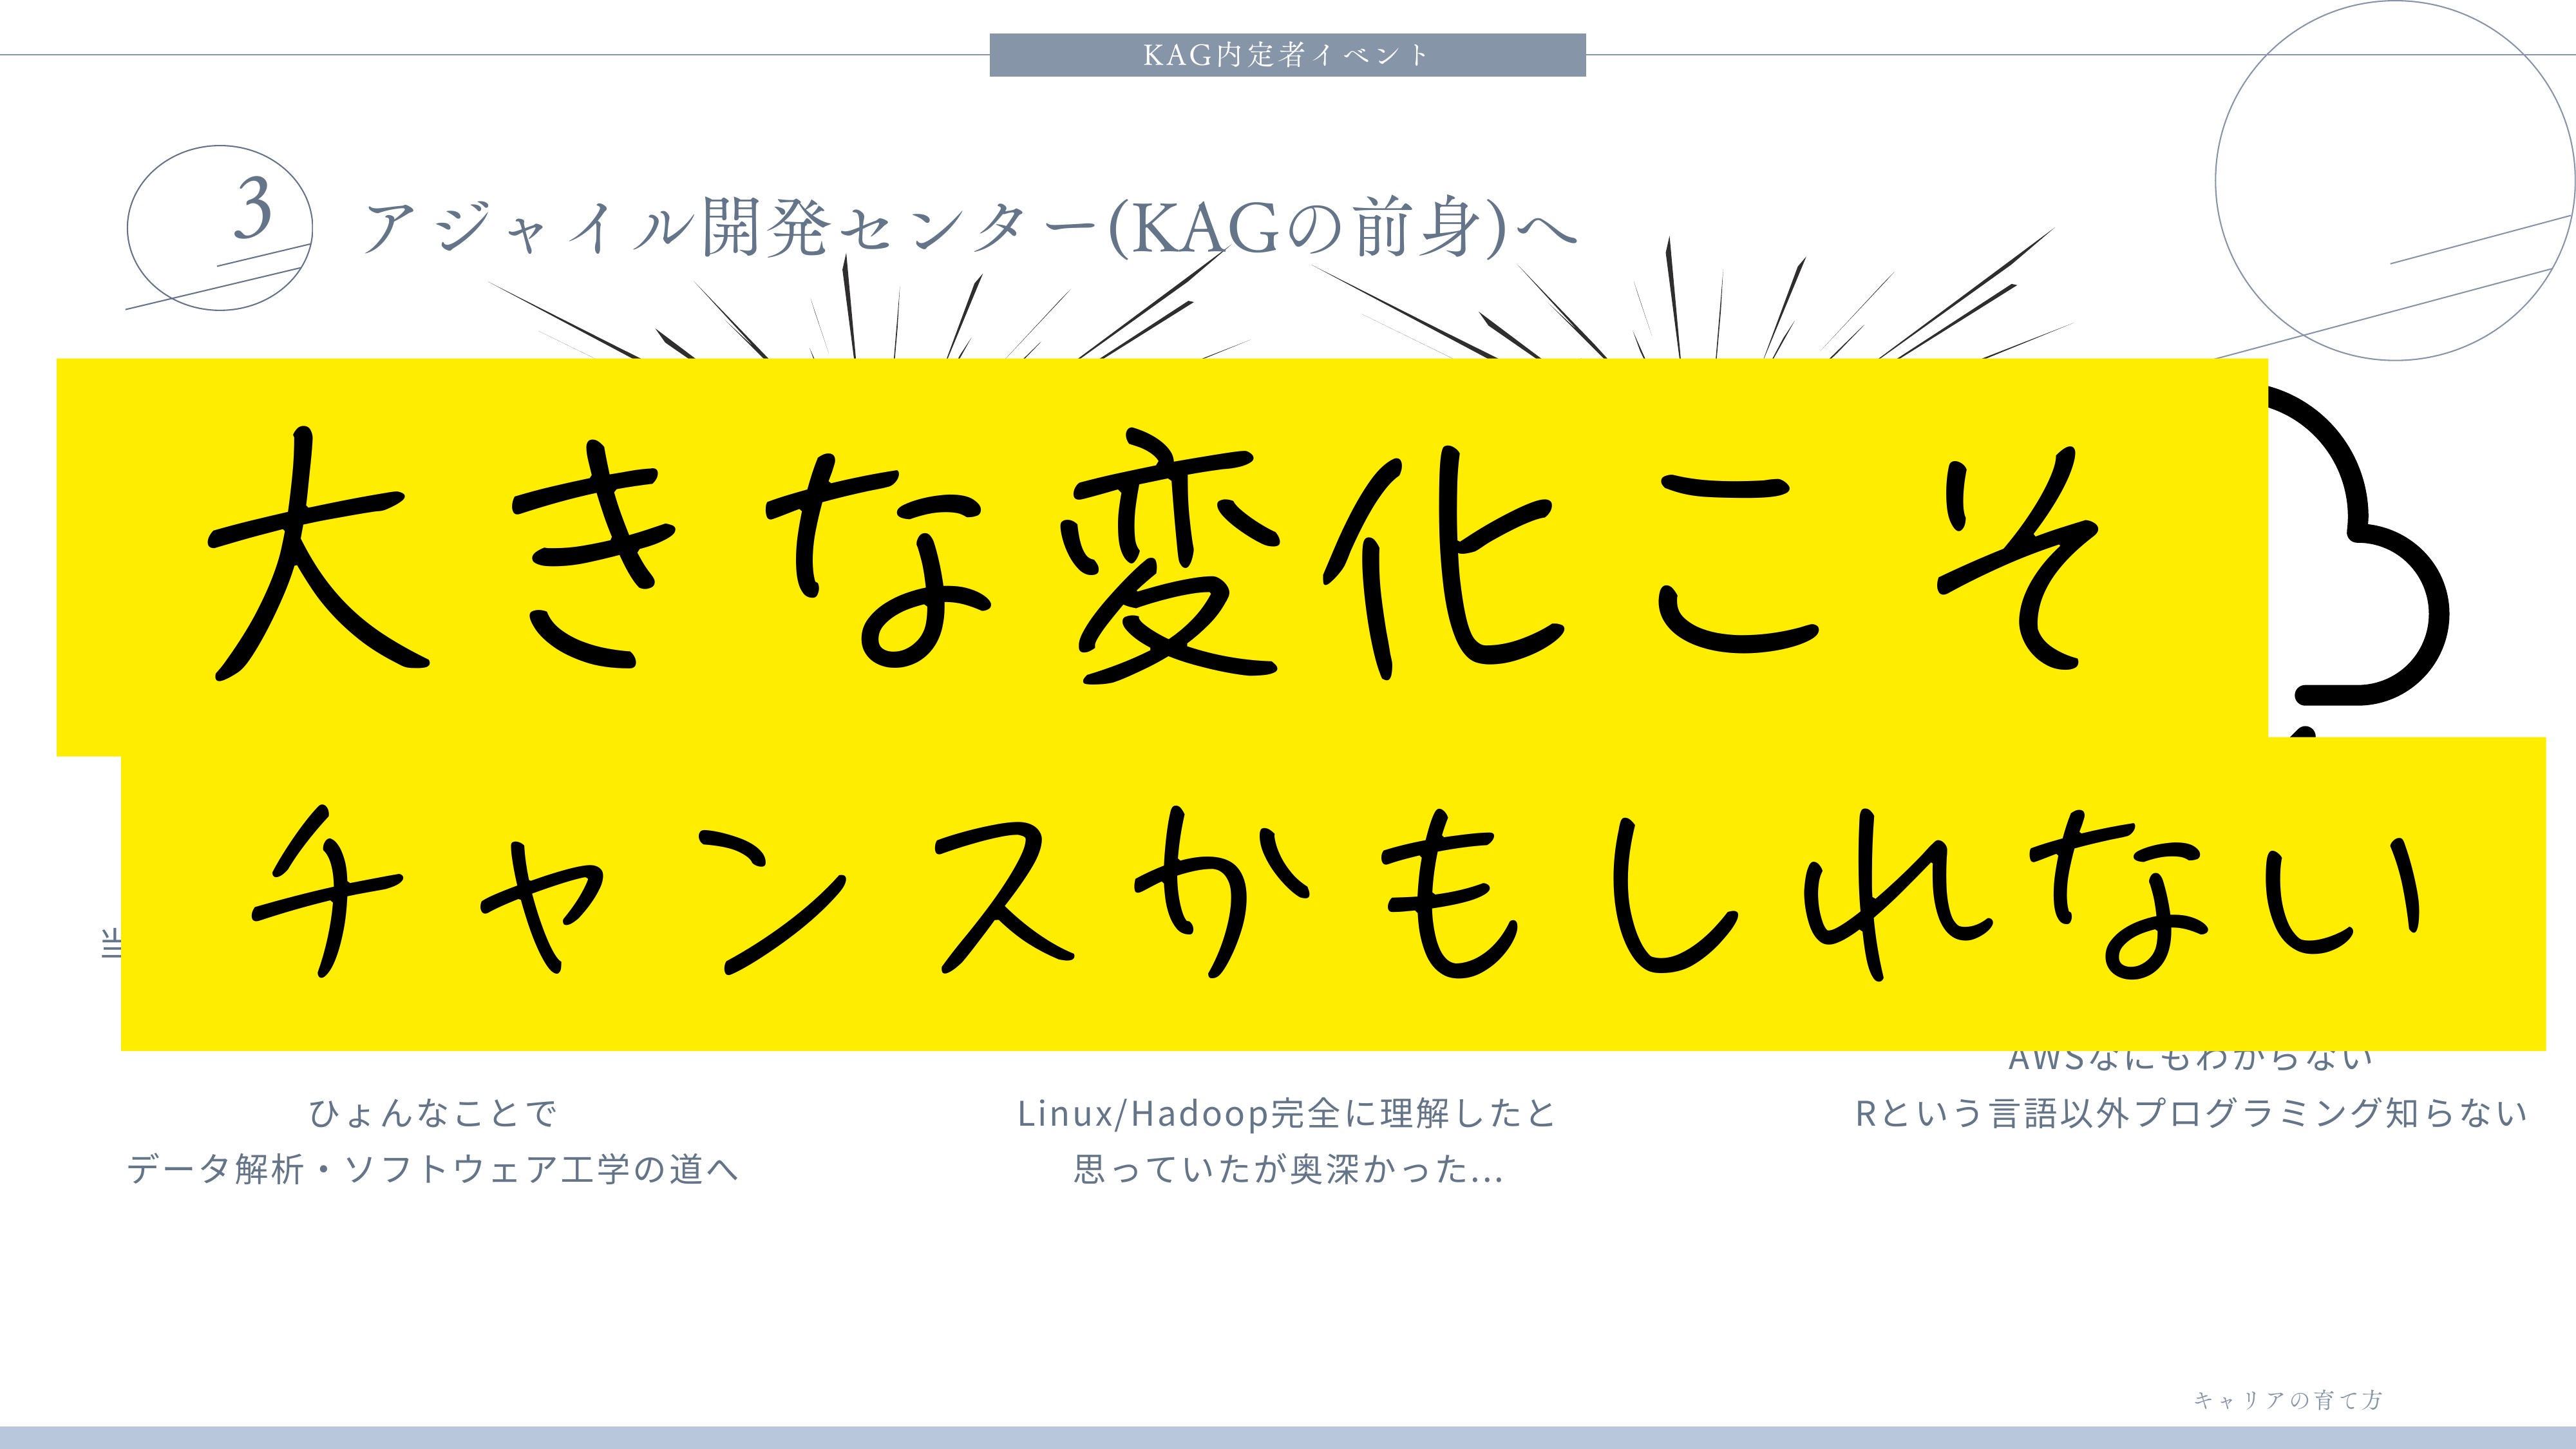 KAG内定者イベント
3
アジャイル開発センター(KAGの前身)へ
大きな変化こそ
チャンスかもしれない
当
AWSなにもわからない
ひょんなことで
データ解析・ソフトウェア工学の道へ
Linux/Hadoop完全に理解したと
思っていたが奥深かった...
Rという言語以外プログラミング知らない
キャリアの育て方